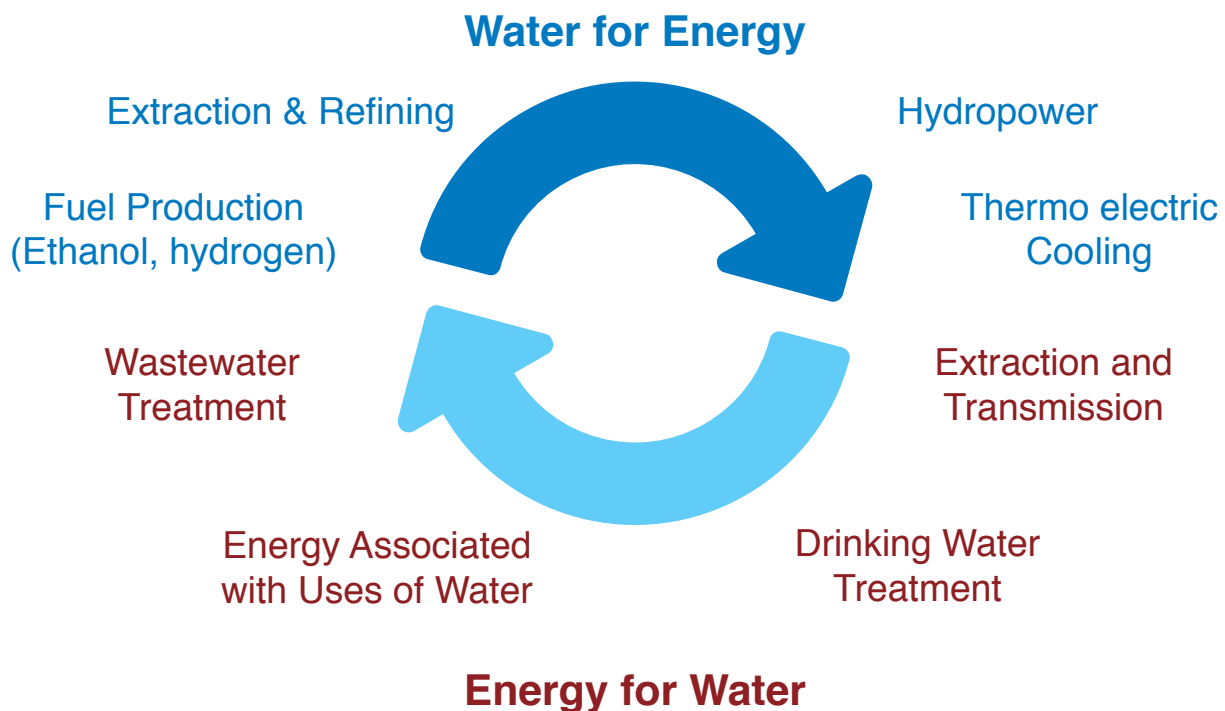 Water for Energy
Extraction & Refining
Hydropower
Fuel Production
(Ethanol, hydrogen)
Thermo electric
Cooling
Wastewater
Treatment
Extraction and
Transmission
Energy Associated
with Uses of Water
Drinking Water
Treatment
Energy for Water